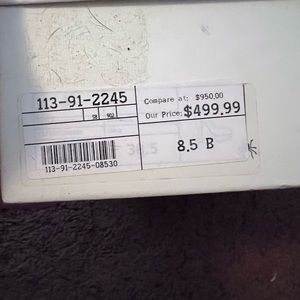 113-91-2245
Compare at: $950.00
Our Price: $499.99
8.5 B
113-91-2245-08530